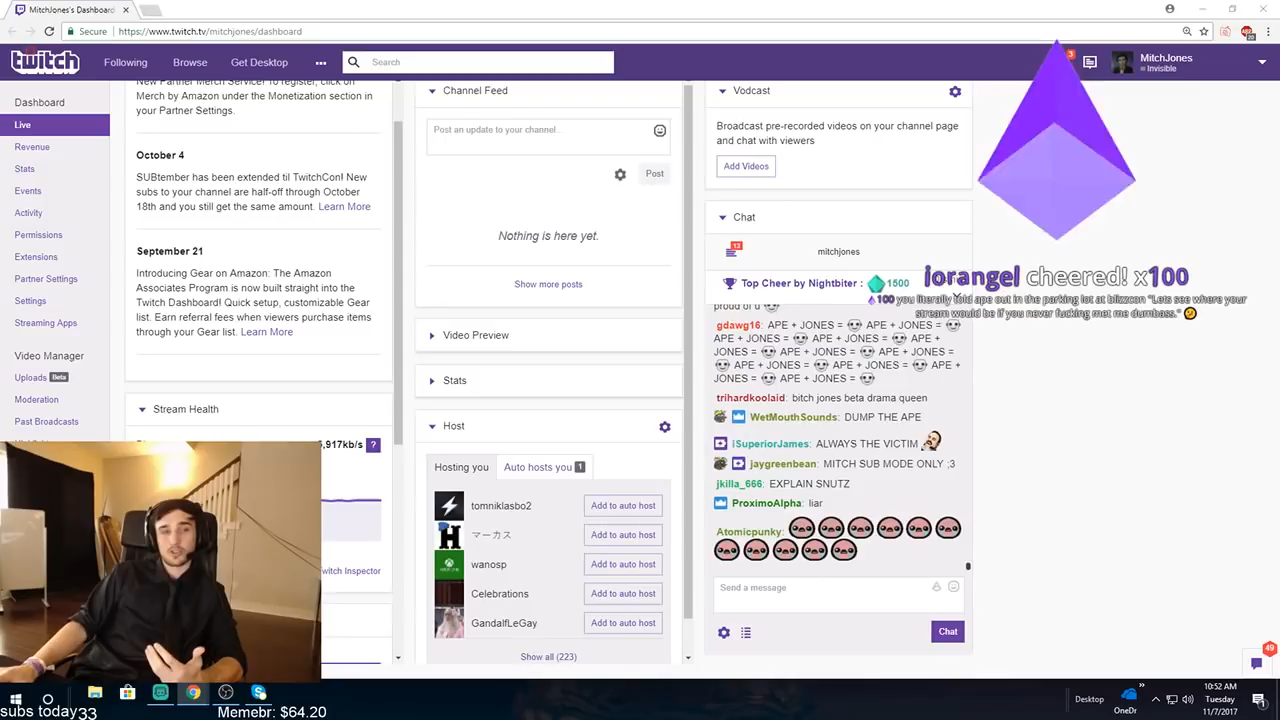 MitchJones's Dashboard
Secure
https://www.twitch.tv/mitchjones/dashboard
twitch
Following
Browse
Get Desktop
Search
3
MitchJones
Invisible
Dashboard
Live
Revenue
Stats
Events
Activity
Permissions
Extensions
Partner Settings
Settings
Streaming Apps
Video Manager
Uploads Beta
Moderation
Past Broadcasts
New Partner Merch Service! To register, click on
Merch by Amazon under the Monetization section in
your Partner Settings.
October 4
SUBtember has been extended til TwitchCon! New
subs to your channel are half-off through October
18th and you still get the same amount. Learn More
September 21
Introducing Gear on Amazon: The Amazon
Associates Program is now built straight into the
Twitch Dashboard! Quick setup, customizable Gear
list. Earn referral fees when viewers purchase items
through your Gear list. Learn More
Stream Health
5,917kb/s ?
witch Inspector
Channel Feed
Post an update to your channel...
Post
Nothing is here yet.
Show more posts
Video Preview
Stats
Host
Hosting you
Auto hosts you 1
tomniklasbo2
Add to auto host
マーカス
Add to auto host
wanosp
Add to auto host
Celebrations
Add to auto host
GandalfLeGay
Add to auto host
Show all (223)
Vodcast
Broadcast pre-recorded videos on your channel page
and chat with viewers
Add Videos
Chat
mitchjones
Top Cheer by Nightbiter : 1500
iorangel cheered! x100
100 you literally told ape out in the parking lot at blizzcon "Lets see where your
stream would be if you never fucking met me dumbass."
proud of u
gdawg16: APE + JONES = APE + JONES =
APE + JONES = APE + JONES = APE +
JONES = APE + JONES = APE + JONES =
APE + JONES = APE + JONES = APE +
JONES = APE + JONES =
trihardkoolaid: bitch jones beta drama queen
WetMouthSounds: DUMP THE APE
lSuperiorJames: ALWAYS THE VICTIM
jaygreenbean: MITCH SUB MODE ONLY ;3
jkilla_666: EXPLAIN SNUTZ
ProximoAlpha: liar
Atomicpunky:
Send a message
Chat
49
subs today33
Memebr: $64.20
Desktop
OneDr
10:52 AM
Tuesday
11/7/2017